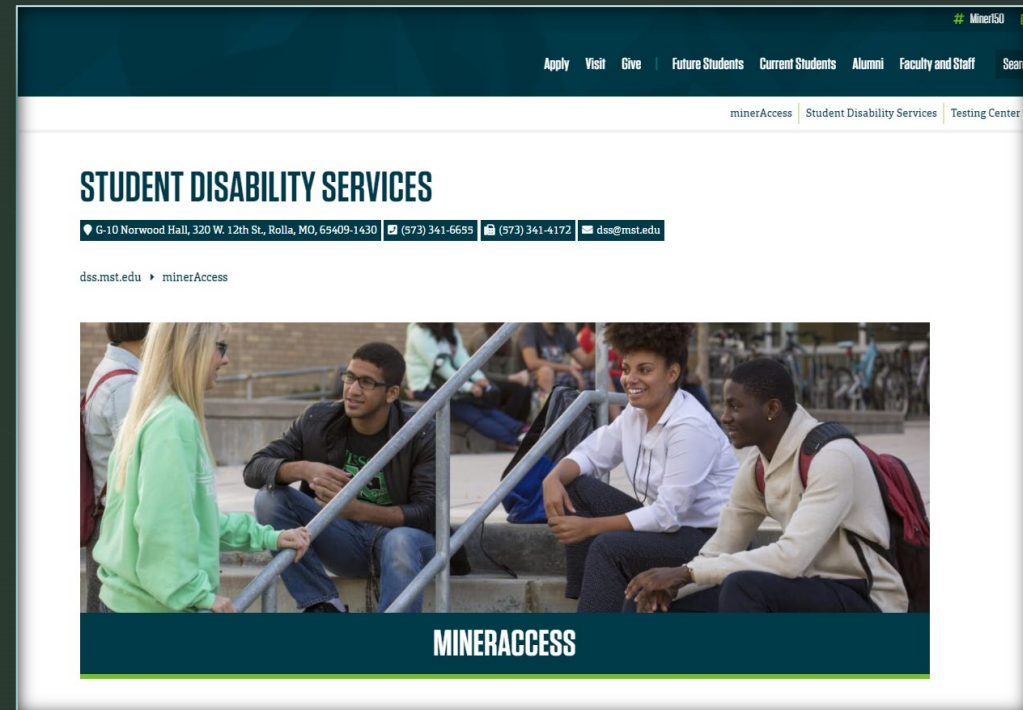 # Miner150
Apply Visit Give | Future Students Current Students Alumni Faculty and Staff
minerAccess | Student Disability Services | Testing Center
STUDENT DISABILITY SERVICES
G-10 Norwood Hall, 320 W. 12th St., Rolla, MO, 65409-1430 (573) 341-6655 (573) 341-4172 dss@mst.edu
dss.mst.edu minerAccess
MINERACCESS